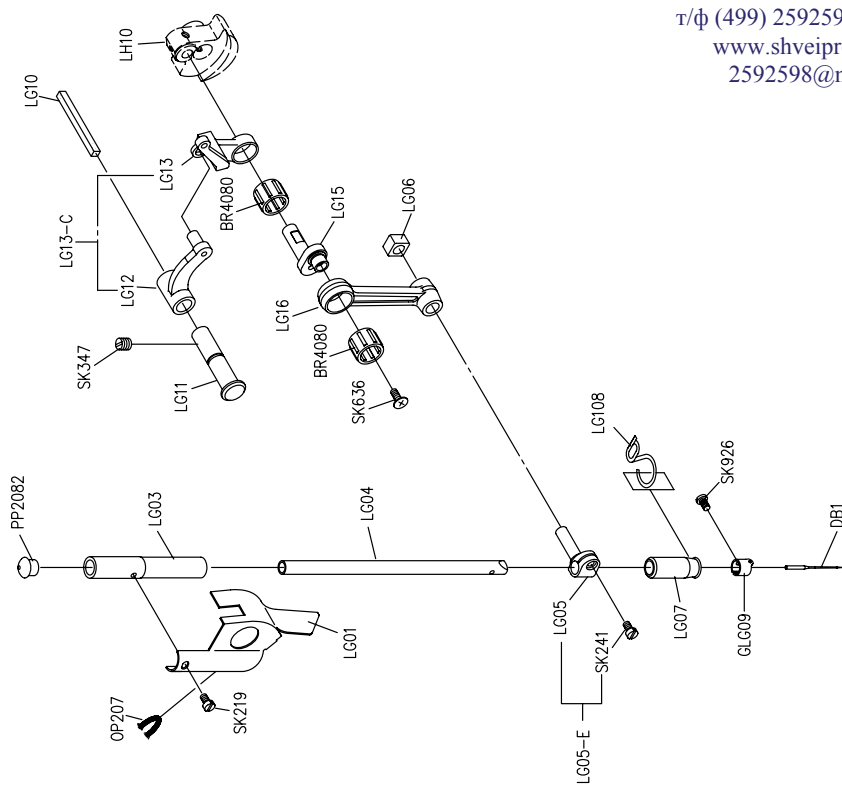 т/ф (499) 259259
www.shveipr
2592598@m
LH10
LG10
LG13
LG13-C
BR4080
LG15
LG06
LG12
LG16
SK347
BR4080
LG11
SK636
LG108
SK926
PP2082
LG03
LG04
DB1
LG05
LG07
GLG09
LG01
SK241
OP207
SK219
LG05-E